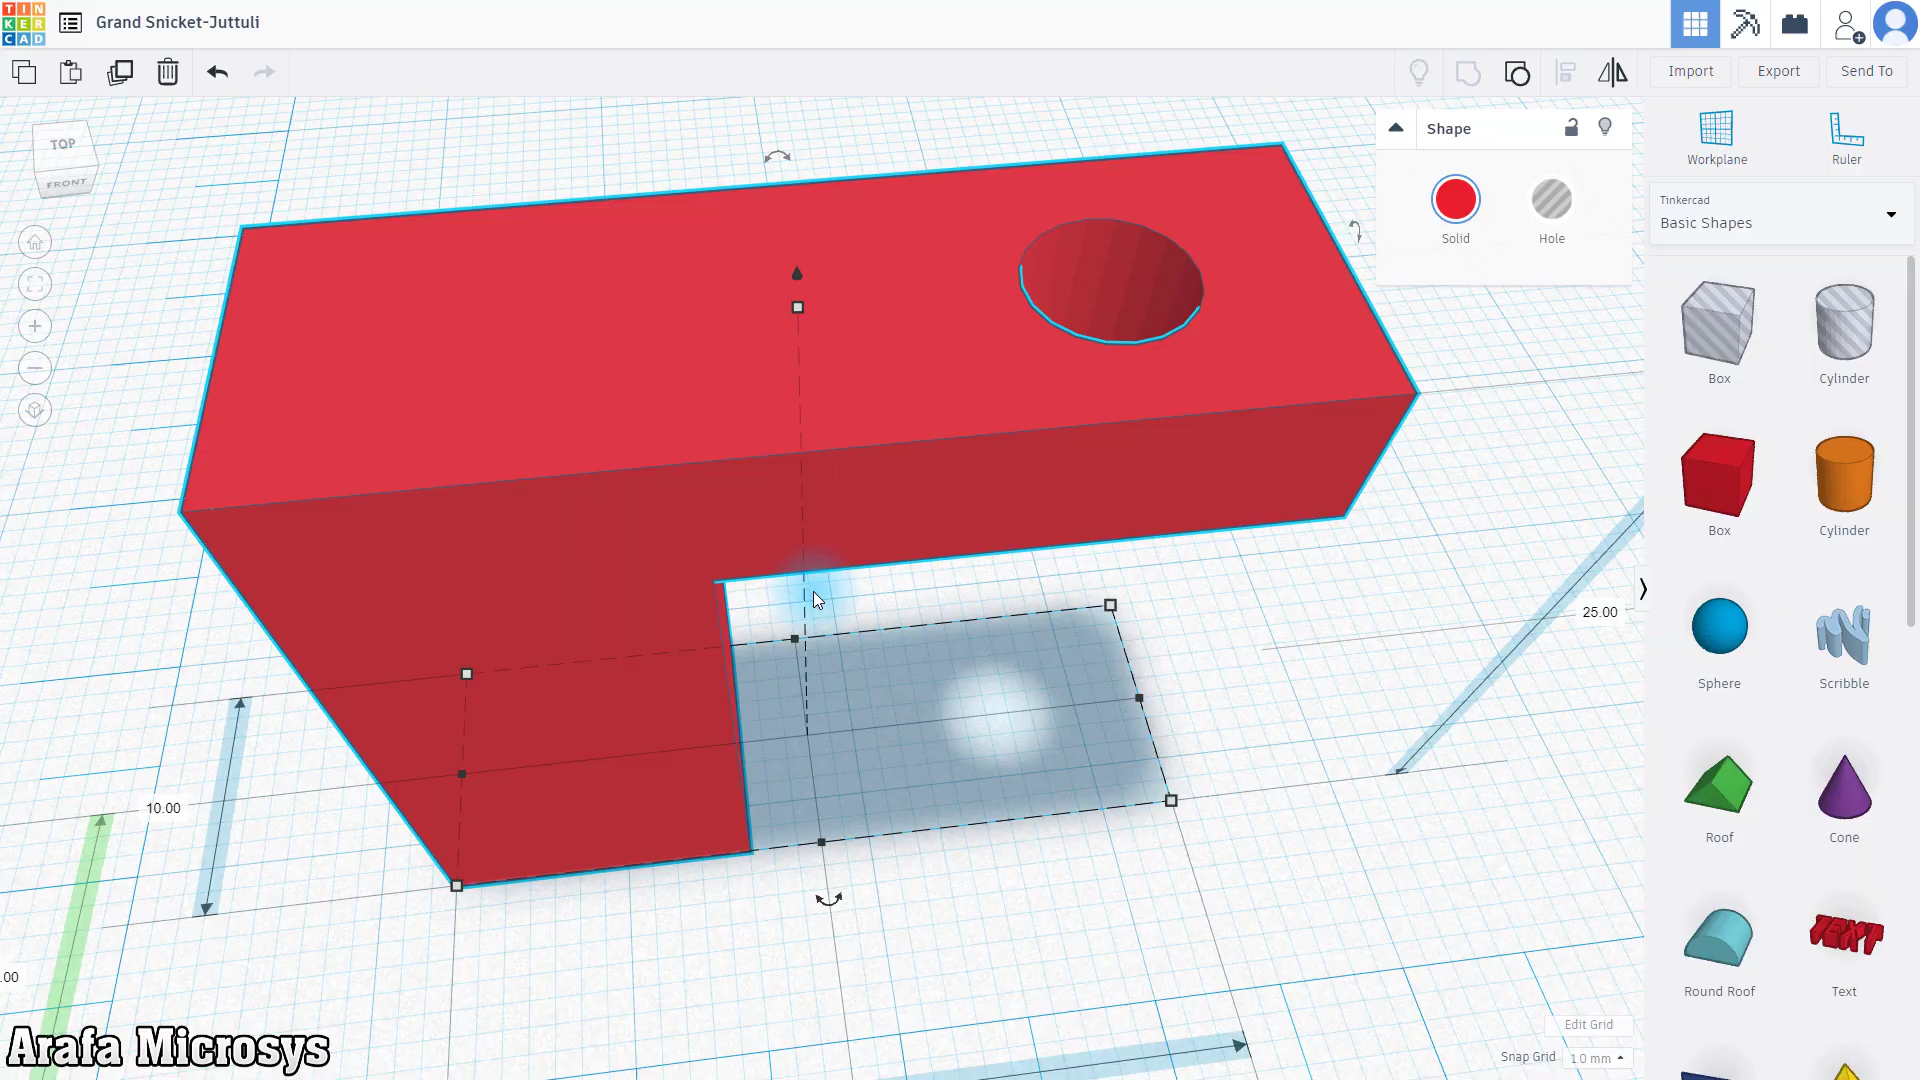 TIN
KER
CAD
Grand Snicket-Juttuli
Import
Export
Send To
TOP
FRONT
Shape
Solid
Hole
Workplane
Ruler
Tinkercad
Basic Shapes
Box
Cylinder
Box
Cylinder
Sphere
Scribble
Roof
Cone
Round Roof
Text
TEXT
25.00
10.00
.00
Edit Grid
Snap Grid
1.0 mm
Arafa Microsys